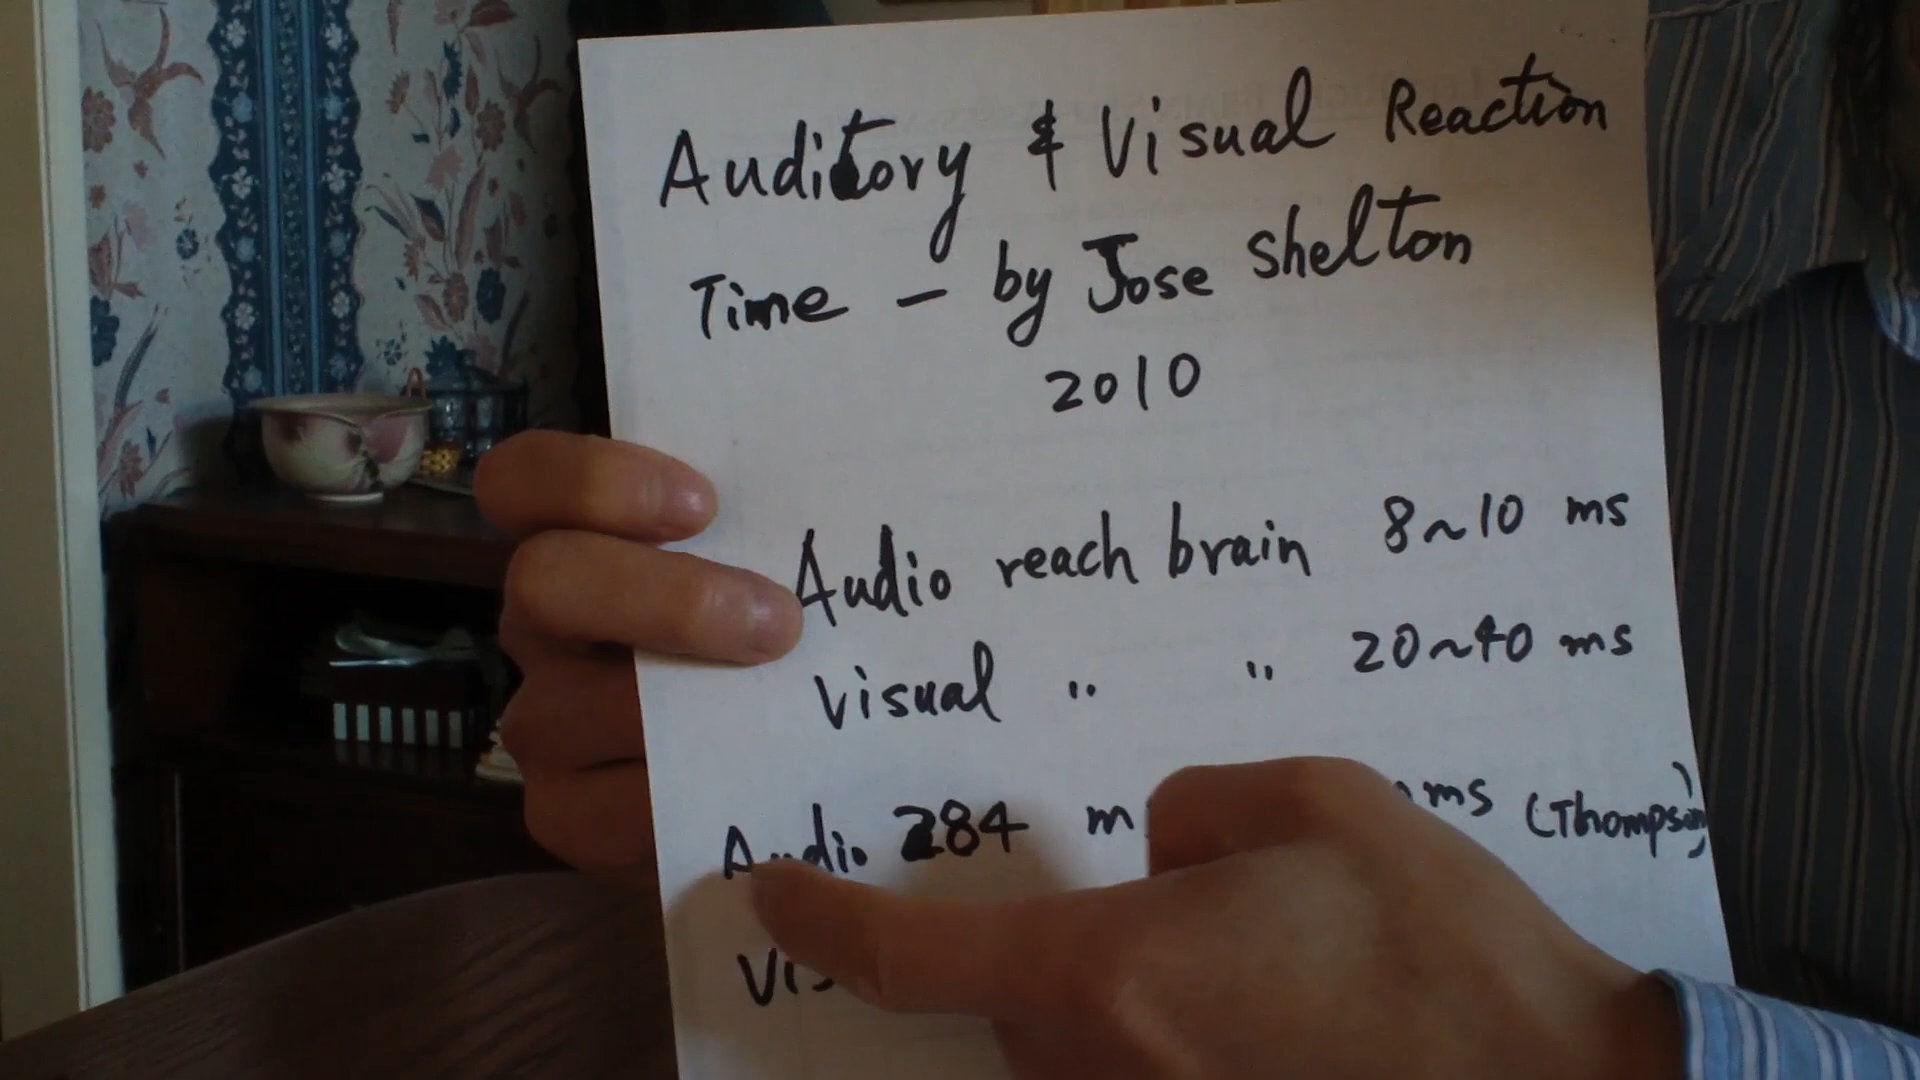 Auditory & Visual Reaction
Time - by Jose Shelton
2010
Audio reach brain 8~10 ms
Visual " " 20~40 ms
Audio 284 ms (Thompson)